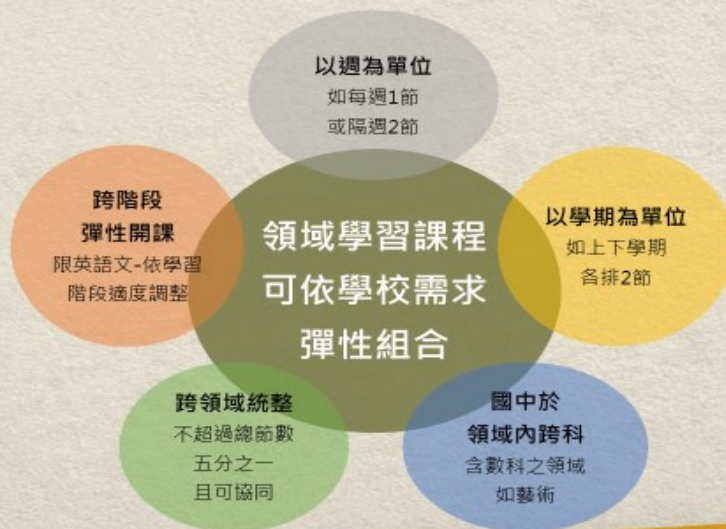 以週為單位
如每週1節
或隔週2節
跨階段
彈性開課
限英語文-依學習
階段適度調整
領域學習課程
可依學校需求
彈性組合
以學期為單位
如上下學期
各排2節
跨領域統整
不超過總節數
五分之一
且可協同
國中於
領域內跨科
含數科之領域
如藝術